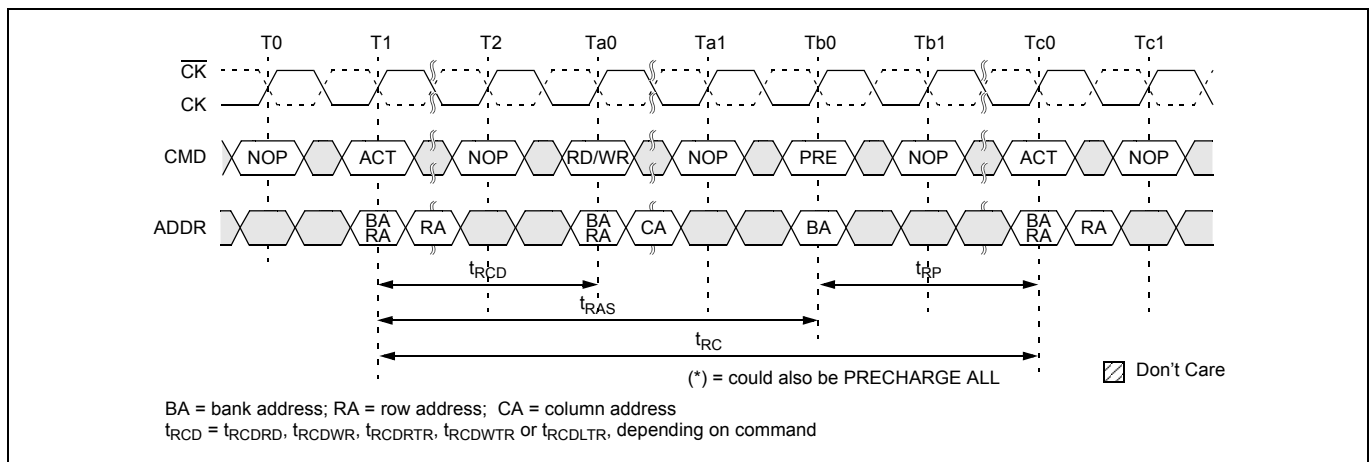 T0 T1 T2 Ta0 Ta1 Tb0 Tb1 Tc0 Tc1
CK
CK
CMD NOP ACT NOP RD/WR NOP PRE NOP ACT NOP
ADDR BA RA RA BA RA CA BA BA RA RA
tRCD tRP
tRAS
tRC
(*) = could also be PRECHARGE ALL Don't Care
BA = bank address; RA = row address; CA = column address
tRCD = tRCDRD, tRCDWR, tRCDRTR, tRCDWTR or tRCDLTR, depending on command